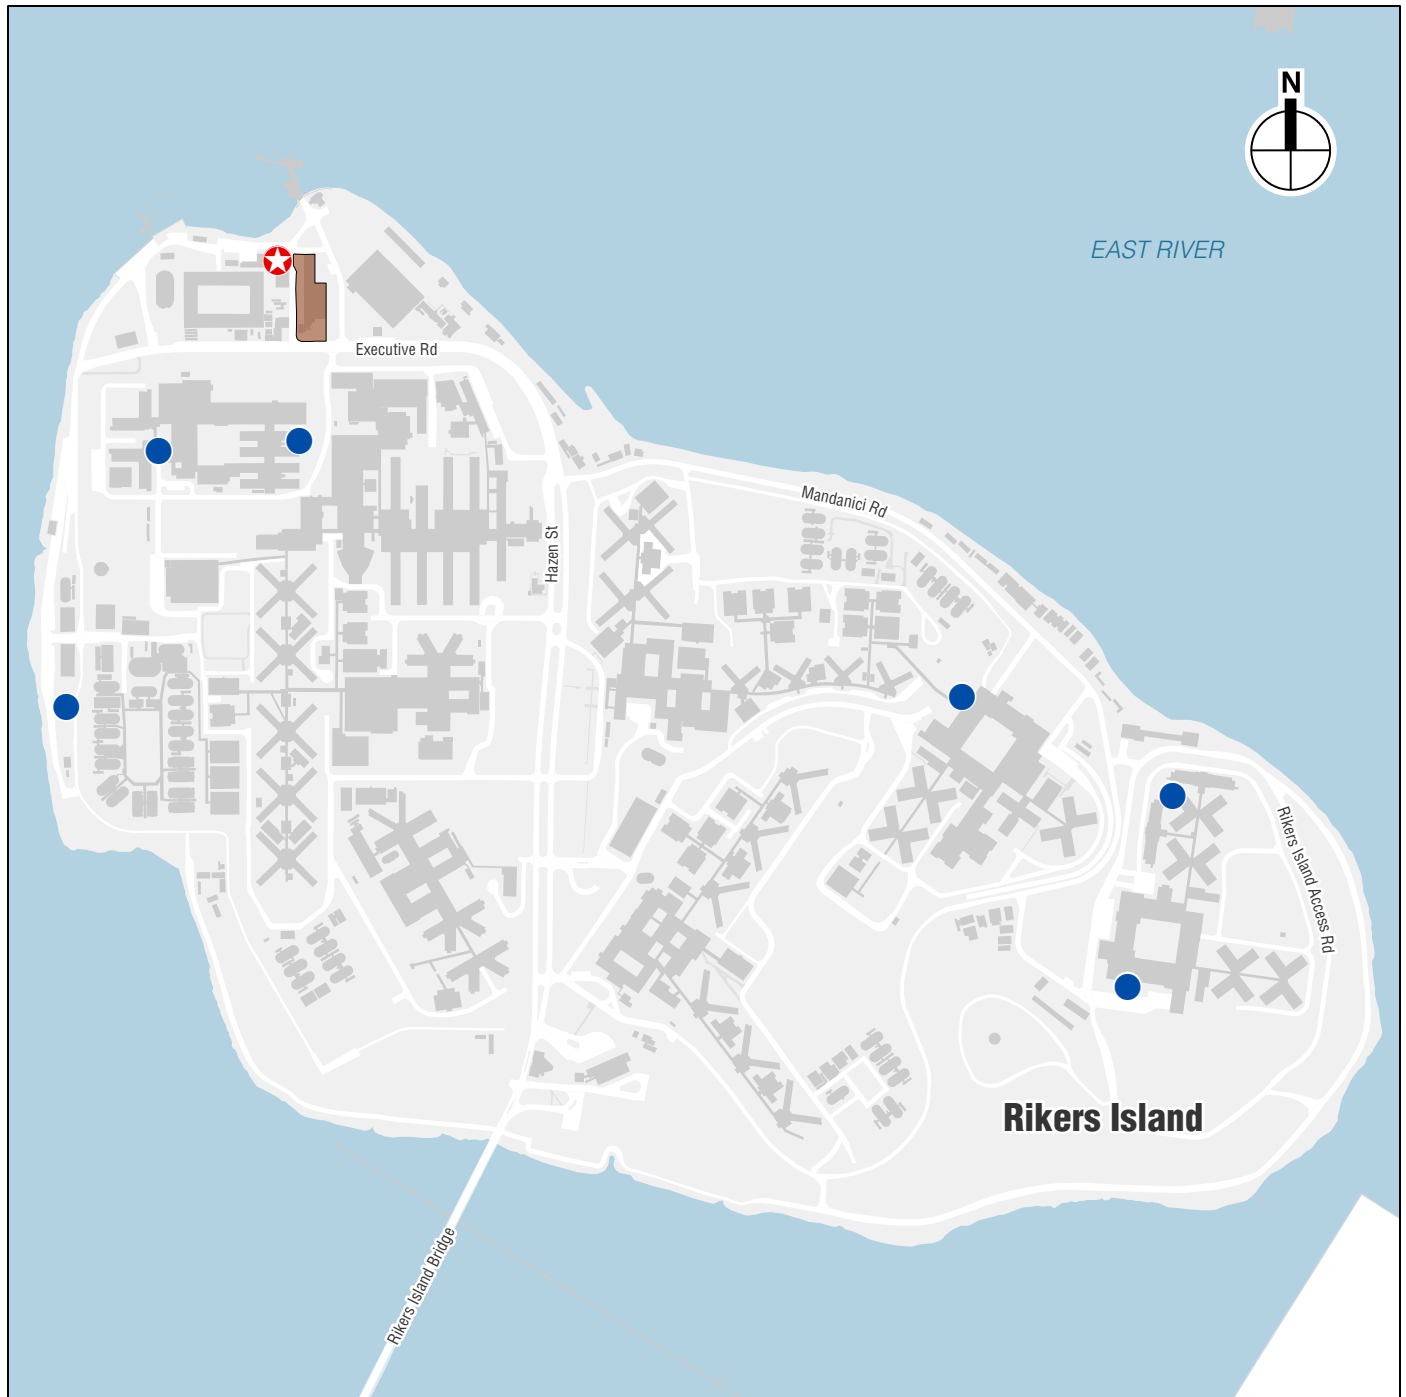 N
EAST RIVER
Executive Rd
Mandanici Rd
Hazen St
Rikers Island Access Rd
Rikers Island
Rikers Island Bridge